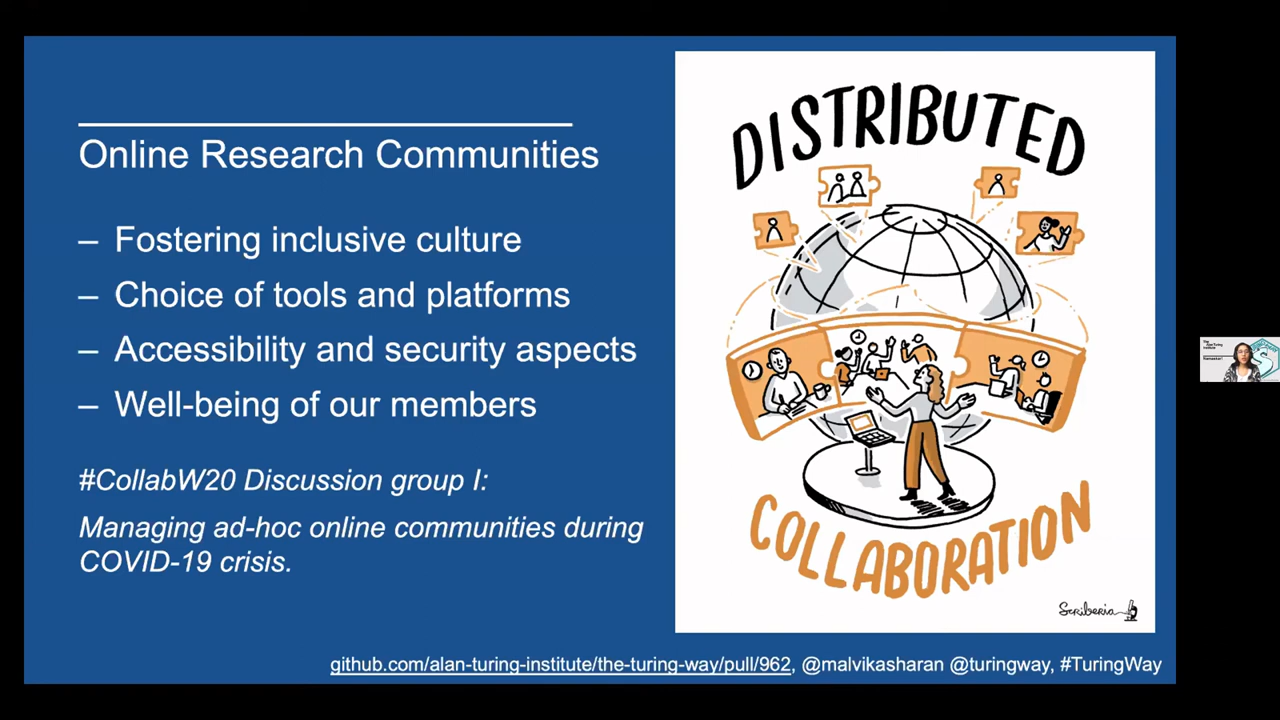 Online Research Communities
– Fostering inclusive culture
– Choice of tools and platforms
– Accessibility and security aspects
– Well-being of our members
#CollabW20 Discussion group I:
Managing ad-hoc online communities during
COVID-19 crisis.
DISTRIBUTED
COLLABORATION
Scriberia
github.com/alan-turing-institute/the-turing-way/pull/962, @malvikasharan @turingway, #TuringWay